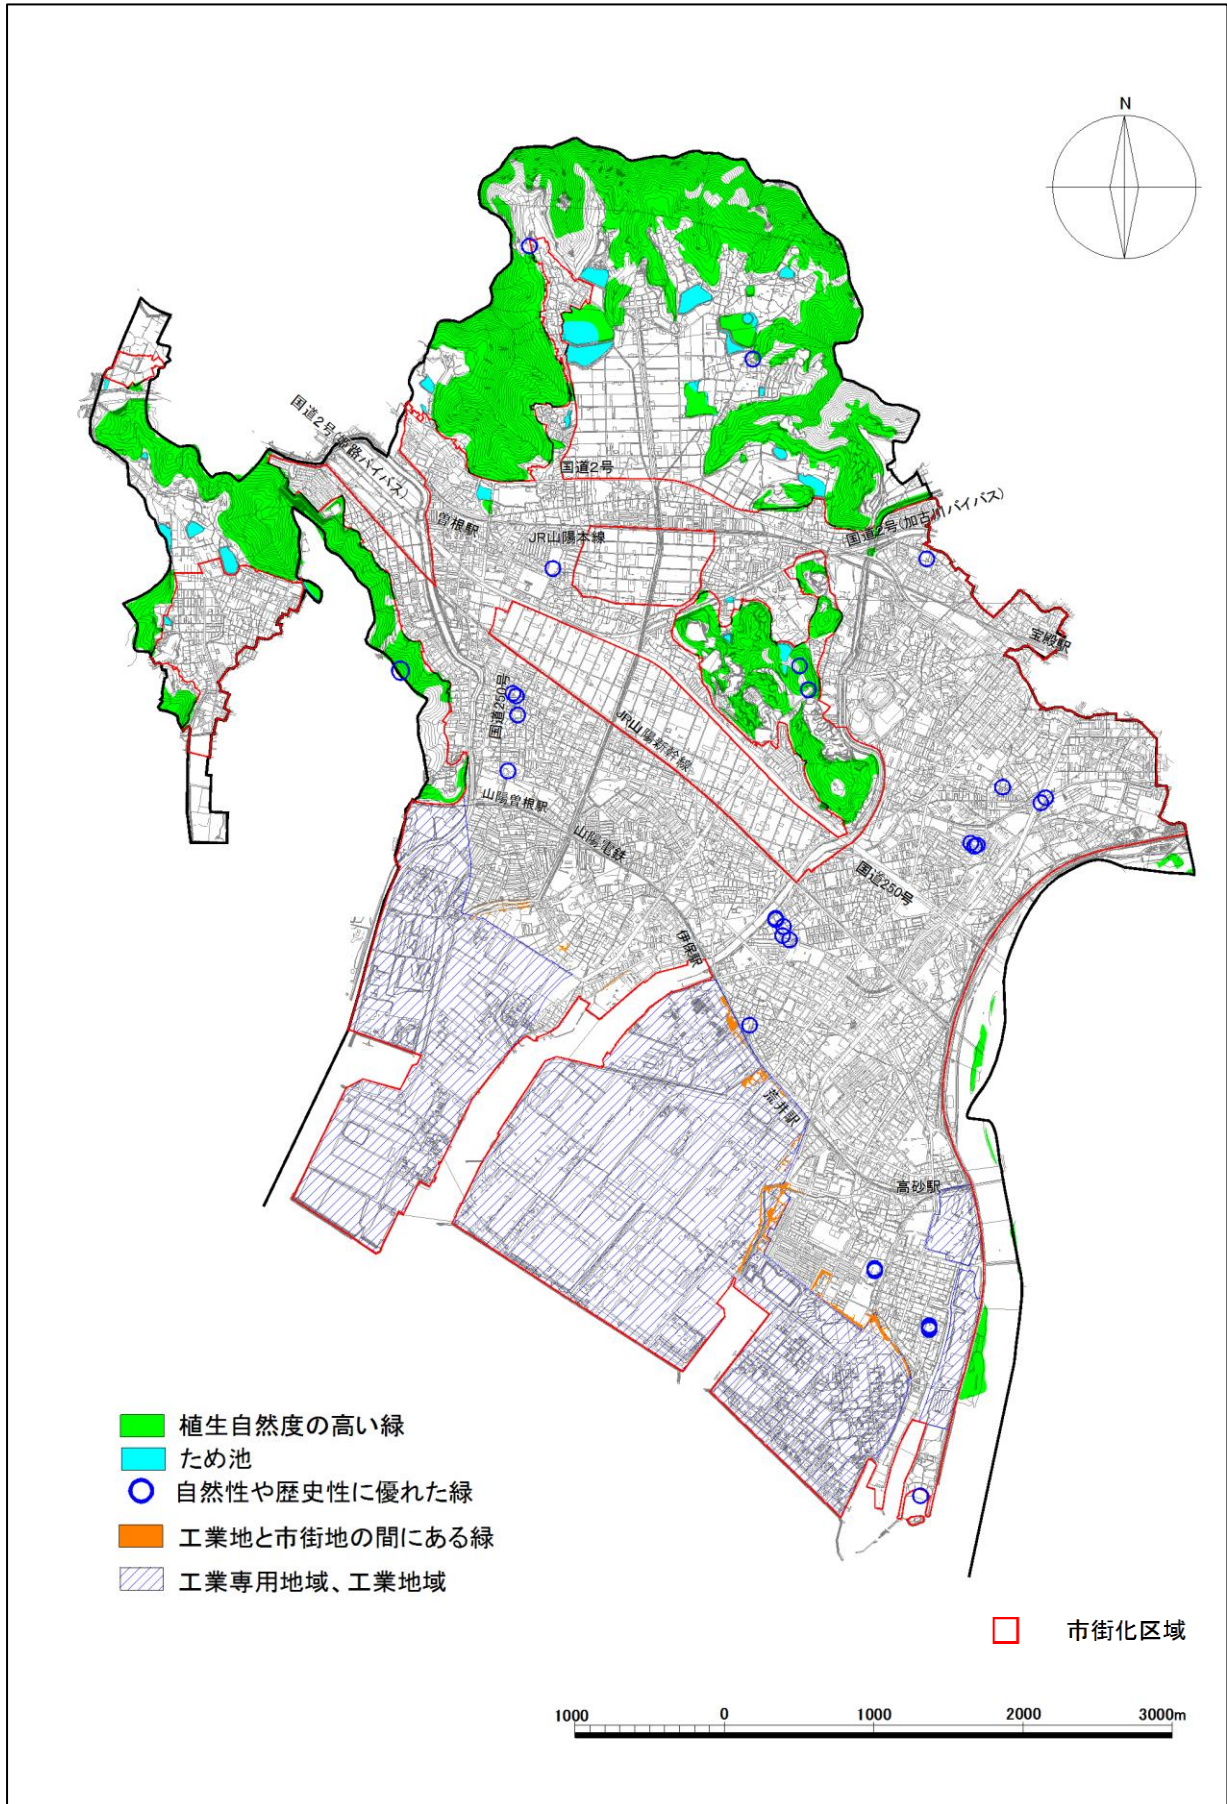 N
国道2号(姫路バイパス)
国道2号
曽根駅
JR山陽本線
国道2号(加古川バイパス)
宝殿駅
国道250号
JR山陽新幹線
山陽曽根駅
山陽電鉄
国道250号
伊保駅
荒井駅
高砂駅
植生自然度の高い緑
ため池
自然性や歴史性に優れた緑
工業地と市街地の間にある緑
工業専用地域、工業地域
市街化区域
1000 0 1000 2000 3000m